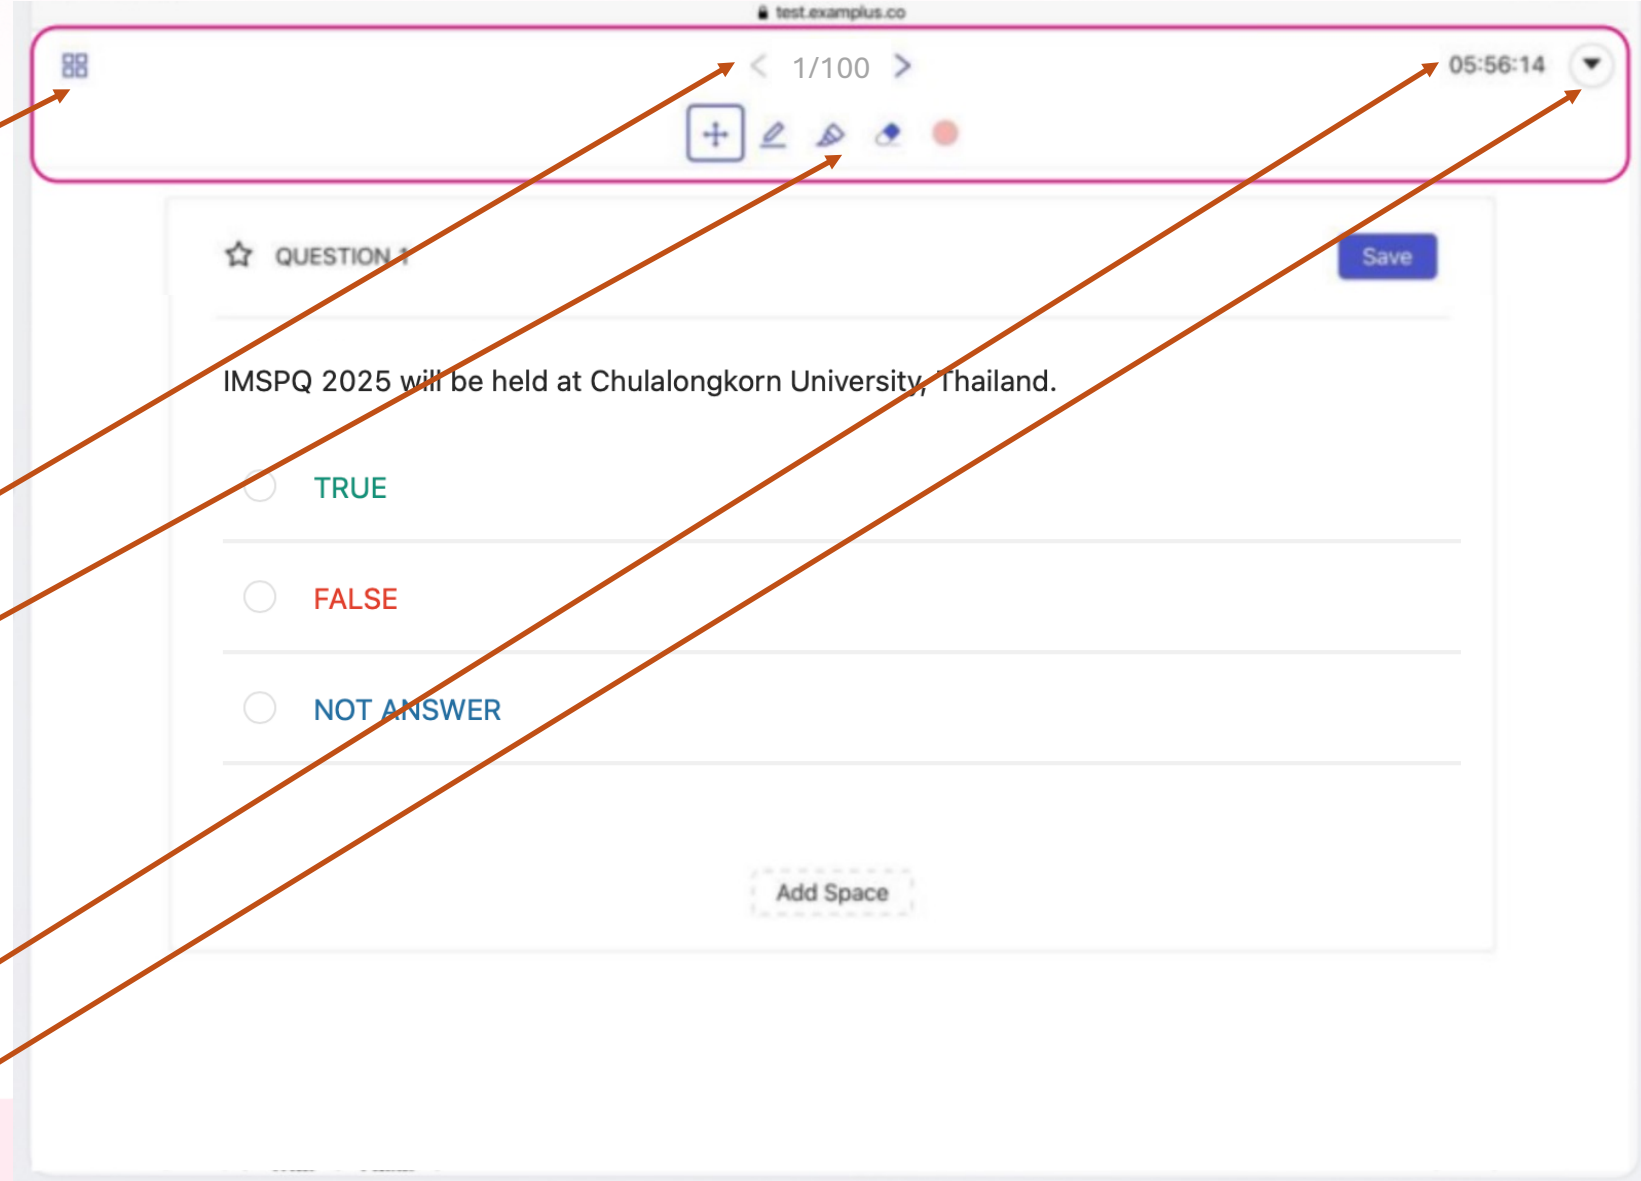 test.examplus.co
1/100
05:56:14
QUESTION 1
Save
IMSPQ 2025 will be held at Chulalongkorn University, Thailand.
TRUE
FALSE
NOT ANSWER
Add Space